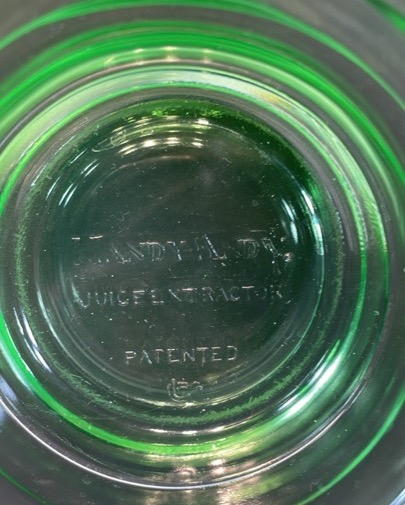 HANDY ANDY
JUICE EXTRACTOR
PATENTED